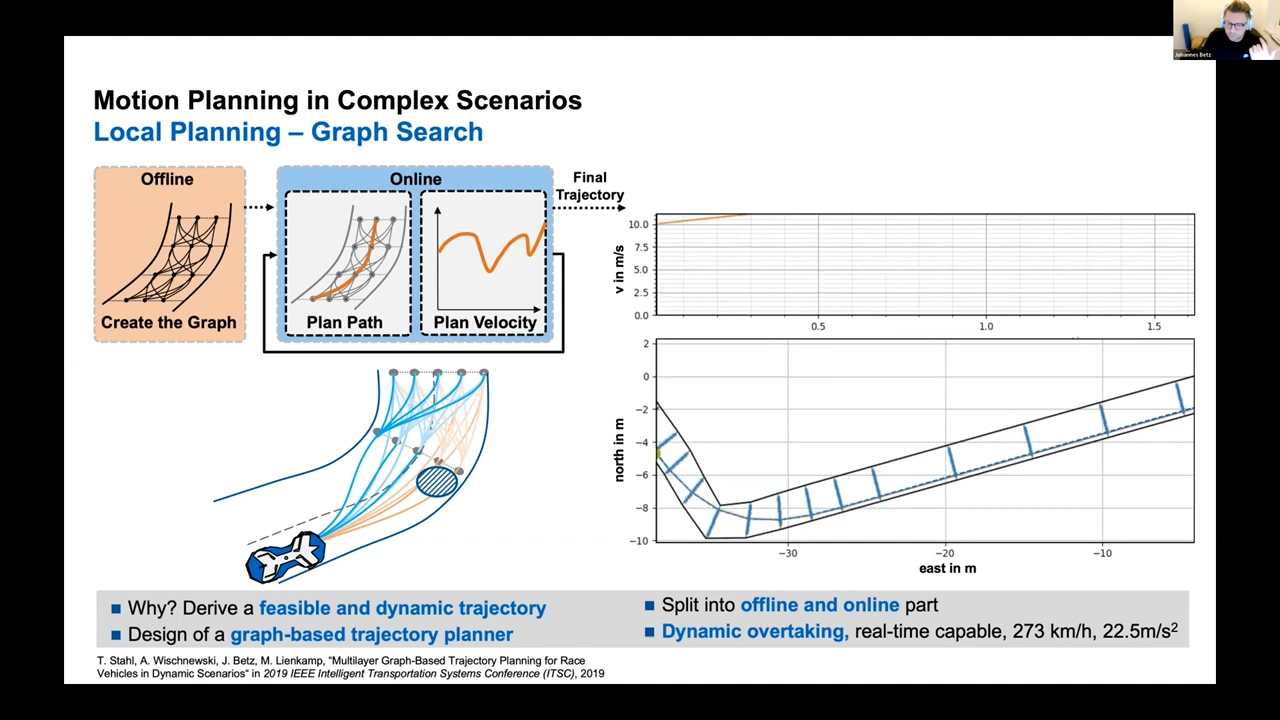 Johannes Betz
Motion Planning in Complex Scenarios
Local Planning – Graph Search
Offline
Create the Graph
Online
Plan Path
Plan Velocity
Final
Trajectory
v in m/s
10.0
7.5
5.0
2.5
0.0
0.5
1.0
1.5
north in m
2
0
−2
−4
−6
−8
−10
−30
−20
−10
east in m
■ Why? Derive a feasible and dynamic trajectory
■ Design of a graph-based trajectory planner
■ Split into offline and online part
■ Dynamic overtaking, real-time capable, 273 km/h, 22.5m/s²
T. Stahl, A. Wischnewski, J. Betz, M. Lienkamp, “Multilayer Graph-Based Trajectory Planning for Race
Vehicles in Dynamic Scenarios“ in 2019 IEEE Intelligent Transportation Systems Conference (ITSC), 2019